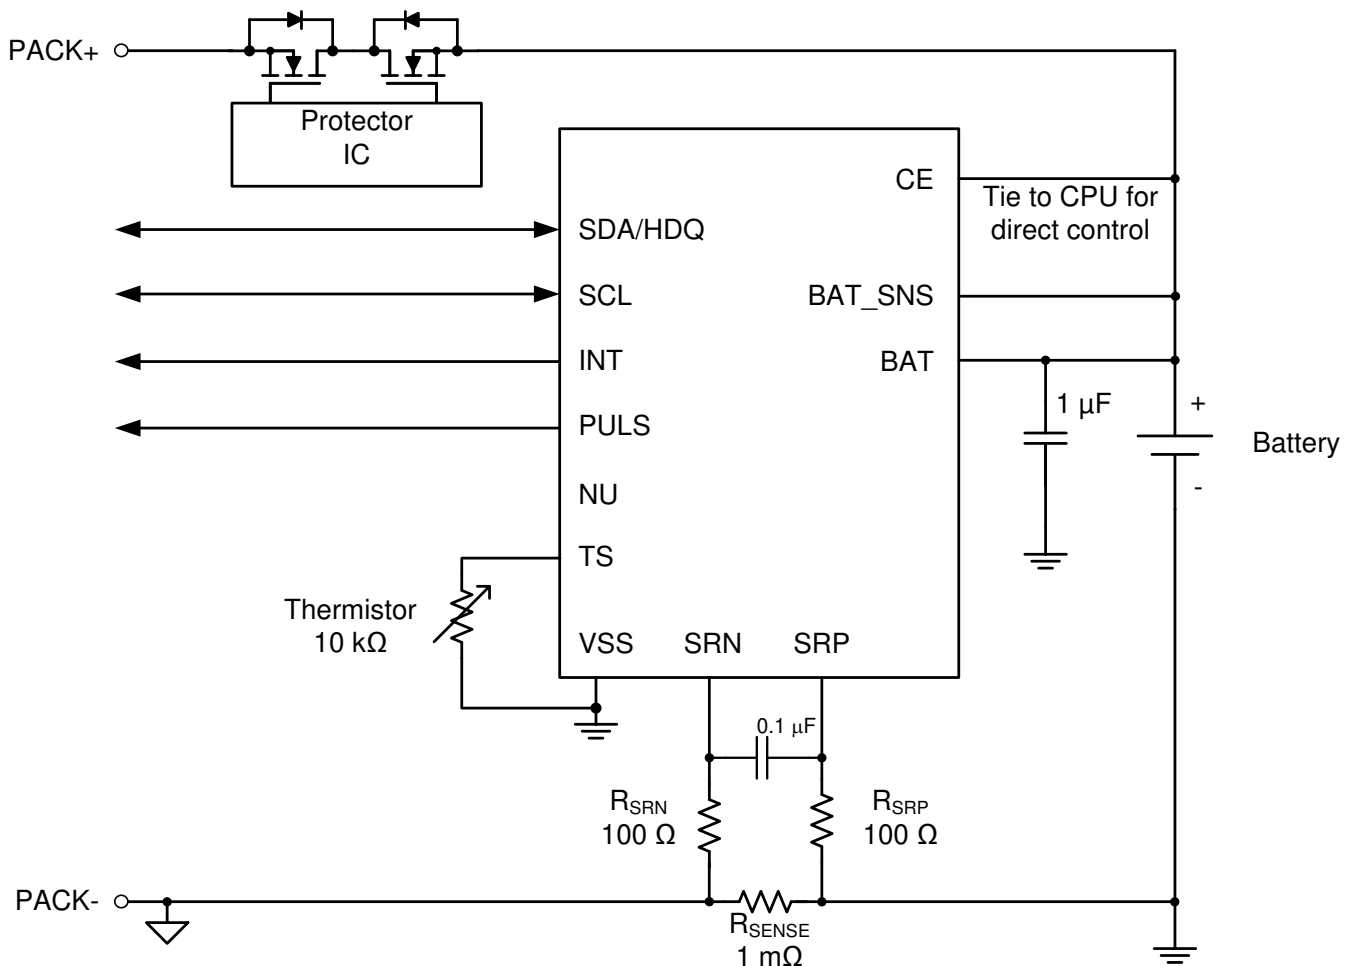 PACK+
Protector
IC
CE
Tie to CPU for
direct control
SDA/HDQ
SCL
BAT_SNS
INT
BAT
1 µF
+
PULS
Battery
-
NU
TS
Thermistor
10 kΩ
VSS
SRN
SRP
0.1 µF
RSRN
100 Ω
RSRP
100 Ω
PACK-
RSENSE
1 mΩ